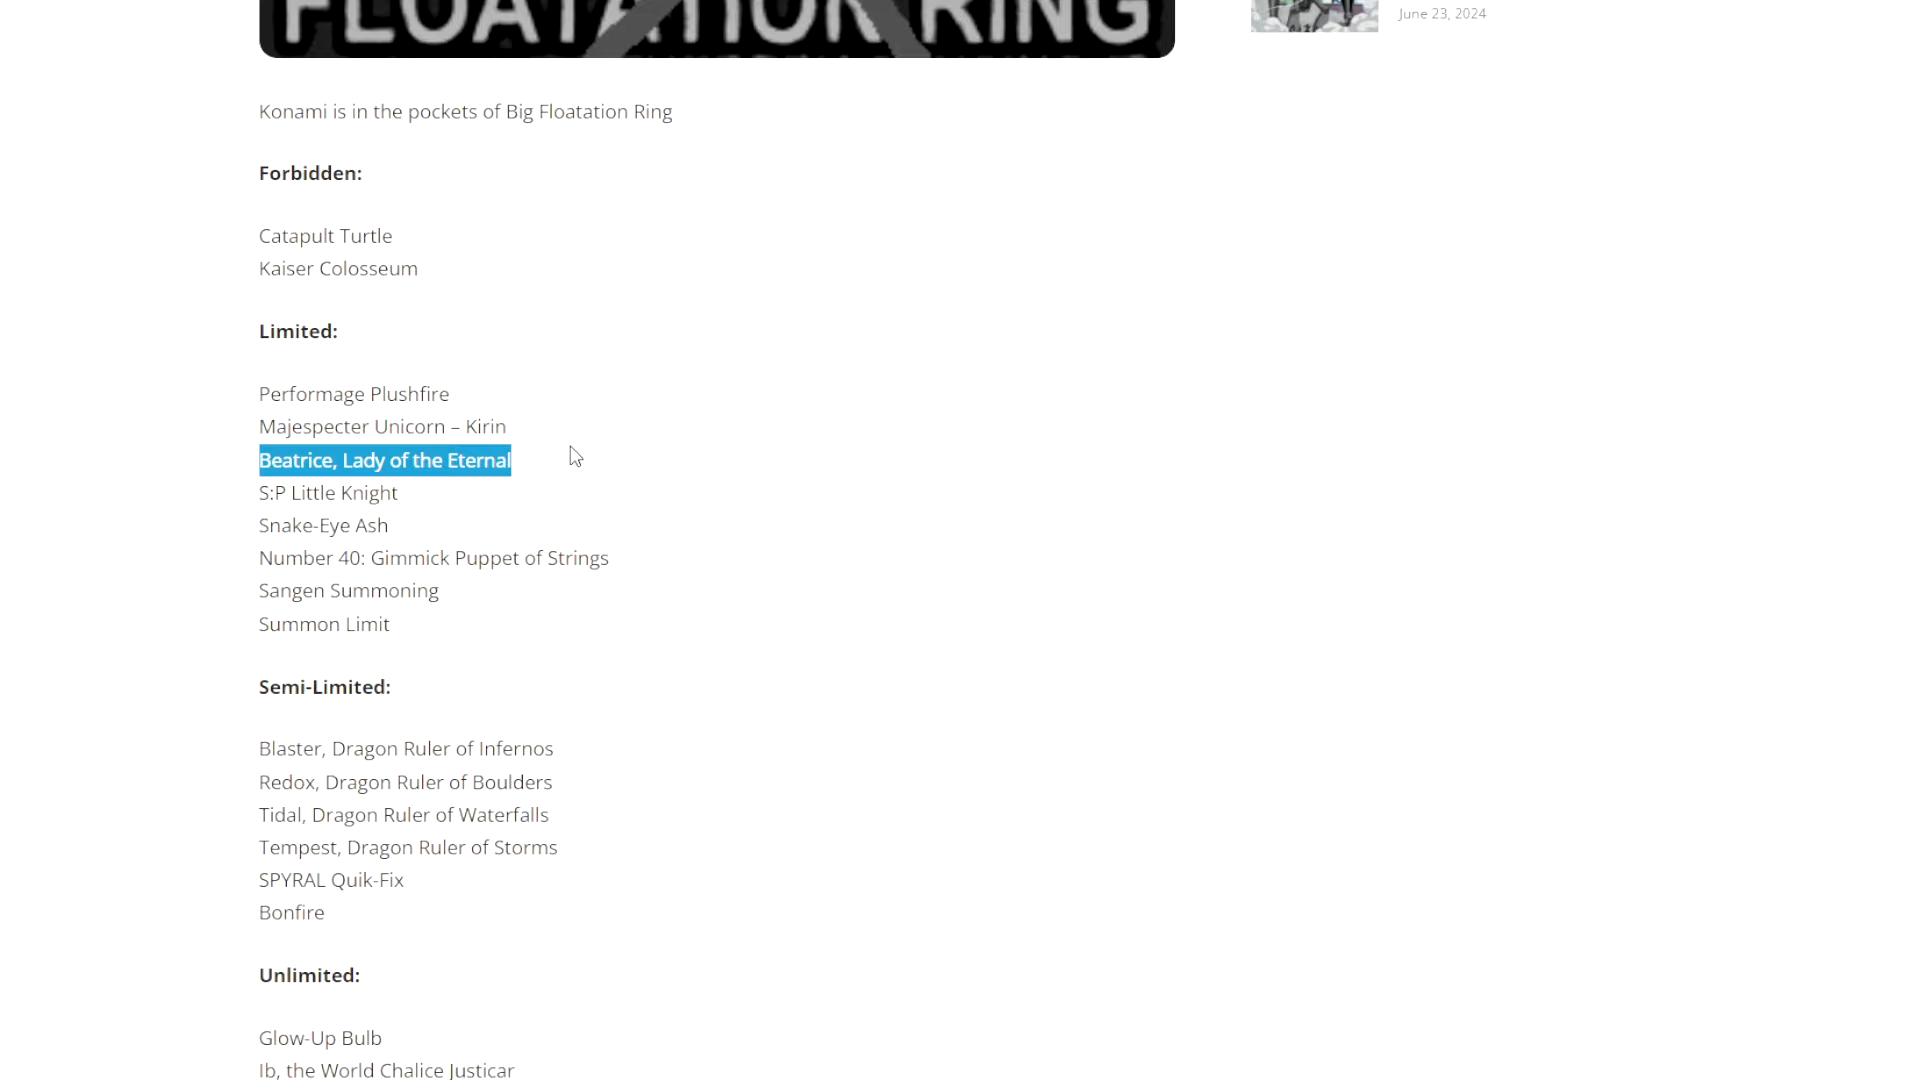 FLOATATION RING
June 23, 2024
Konami is in the pockets of Big Floatation Ring
Forbidden:
Catapult Turtle
Kaiser Colosseum
Limited:
Performage Plushfire
Majespecter Unicorn – Kirin
Beatrice, Lady of the Eternal
S:P Little Knight
Snake-Eye Ash
Number 40: Gimmick Puppet of Strings
Sangen Summoning
Summon Limit
Semi-Limited:
Blaster, Dragon Ruler of Infernos
Redox, Dragon Ruler of Boulders
Tidal, Dragon Ruler of Waterfalls
Tempest, Dragon Ruler of Storms
SPYRAL Quik-Fix
Bonfire
Unlimited:
Glow-Up Bulb
Ib, the World Chalice Justicar